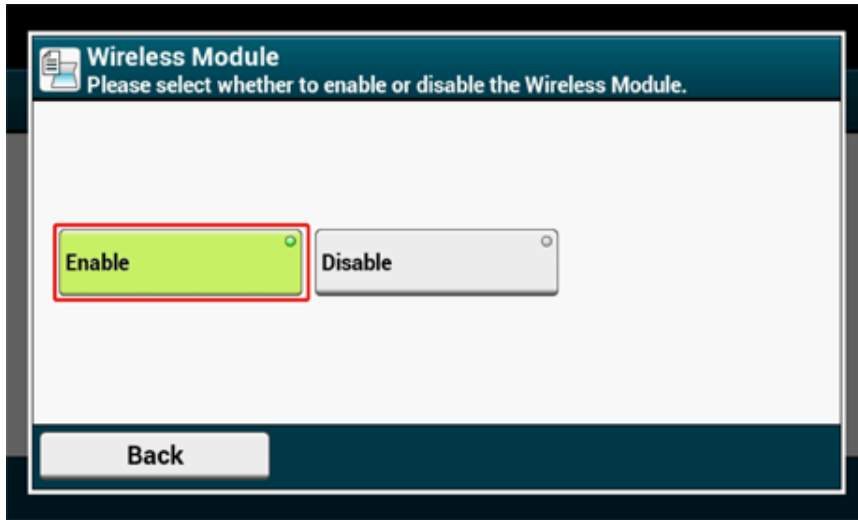 Wireless Module
Please select whether to enable or disable the Wireless Module.
Enable
Disable
Back